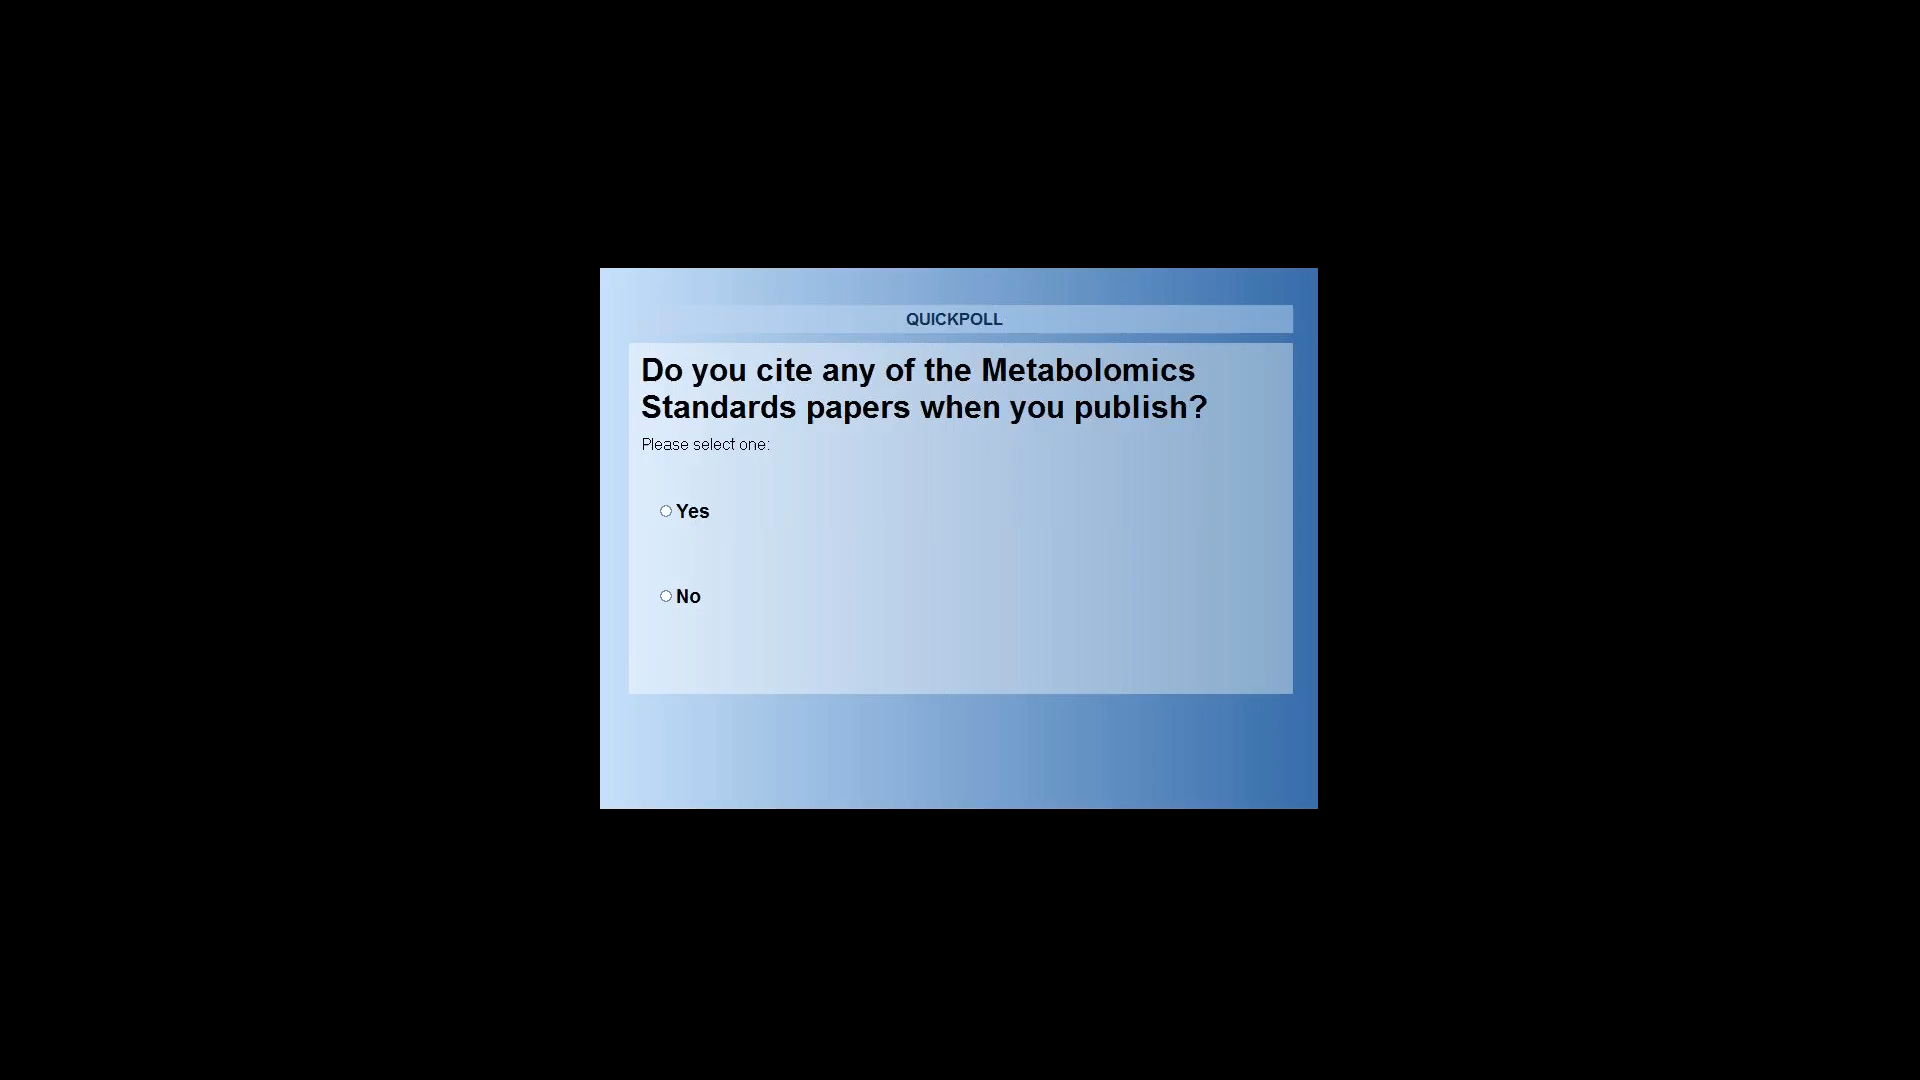 QUICKPOLL
Do you cite any of the Metabolomics
Standards papers when you publish?
Please select one:
Yes
No